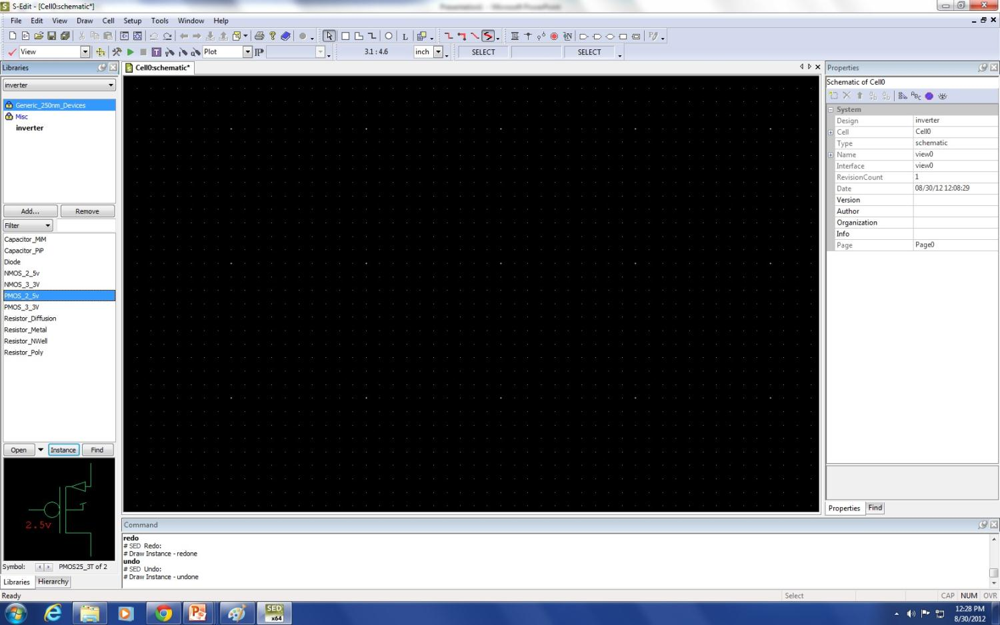 S-Edit - [Cell0:schematic*]
File Edit View Draw Cell Setup Tools Window Help
View
Plot
3.1 : 4.6
inch
SELECT
SELECT
Libraries
inverter
Generic_250nm_Devices
Misc
inverter
Add...
Remove
Filter
Capacitor_MiM
Capacitor_PiP
Diode
NMOS_2_5v
NMOS_3_3V
PMOS_2_5v
PMOS_3_3V
Resistor_Diffusion
Resistor_Metal
Resistor_NWell
Resistor_Poly
Open
Instance
Find
2.5v
Symbol:
PMOS25_3T of 2
Libraries
Hierarchy
Cell0:schematic*
Command
redo
# SED Redo:
# Draw Instance - redone
undo
# SED Undo:
# Draw Instance - undone
Properties
Schematic of Cell0
System
Design inverter
Cell Cell0
Type schematic
Name view0
Interface view0
RevisionCount 1
Date 08/30/12 12:08:29
Version
Author
Organization
Info
Page Page0
Properties
Find
Ready
Select
CAP NUM OVR
SED
x64
12:28 PM
8/30/2012